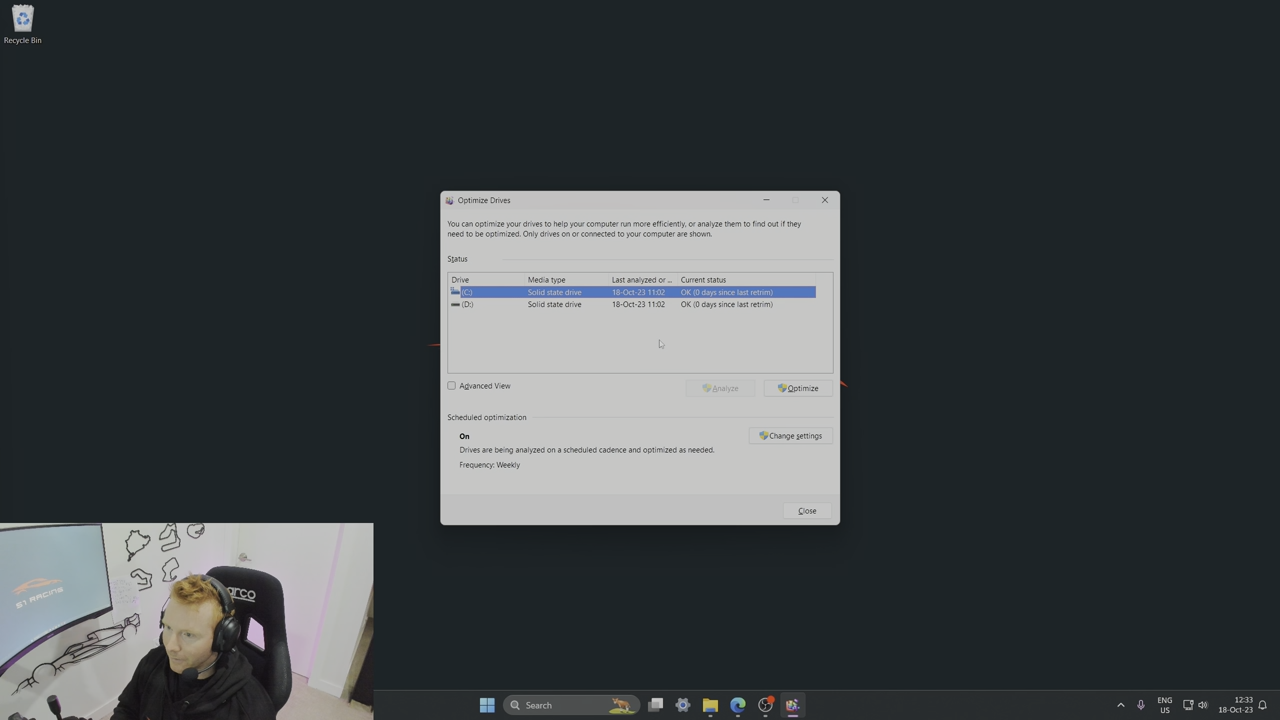 Recycle Bin
Optimize Drives
You can optimize your drives to help your computer run more efficiently, or analyze them to find out if they
need to be optimized. Only drives on or connected to your computer are shown.
Status
Drive Media type Last analyzed or ... Current status
(C:) Solid state drive 18-Oct-23 11:02 OK (0 days since last retrim)
(D:) Solid state drive 18-Oct-23 11:02 OK (0 days since last retrim)
Advanced View
Analyze
Optimize
Scheduled optimization
On
Change settings
Drives are being analyzed on a scheduled cadence and optimized as needed.
Frequency: Weekly
Close
S1 RACING
arco
Search
ENG
US
12:33
18-Oct-23